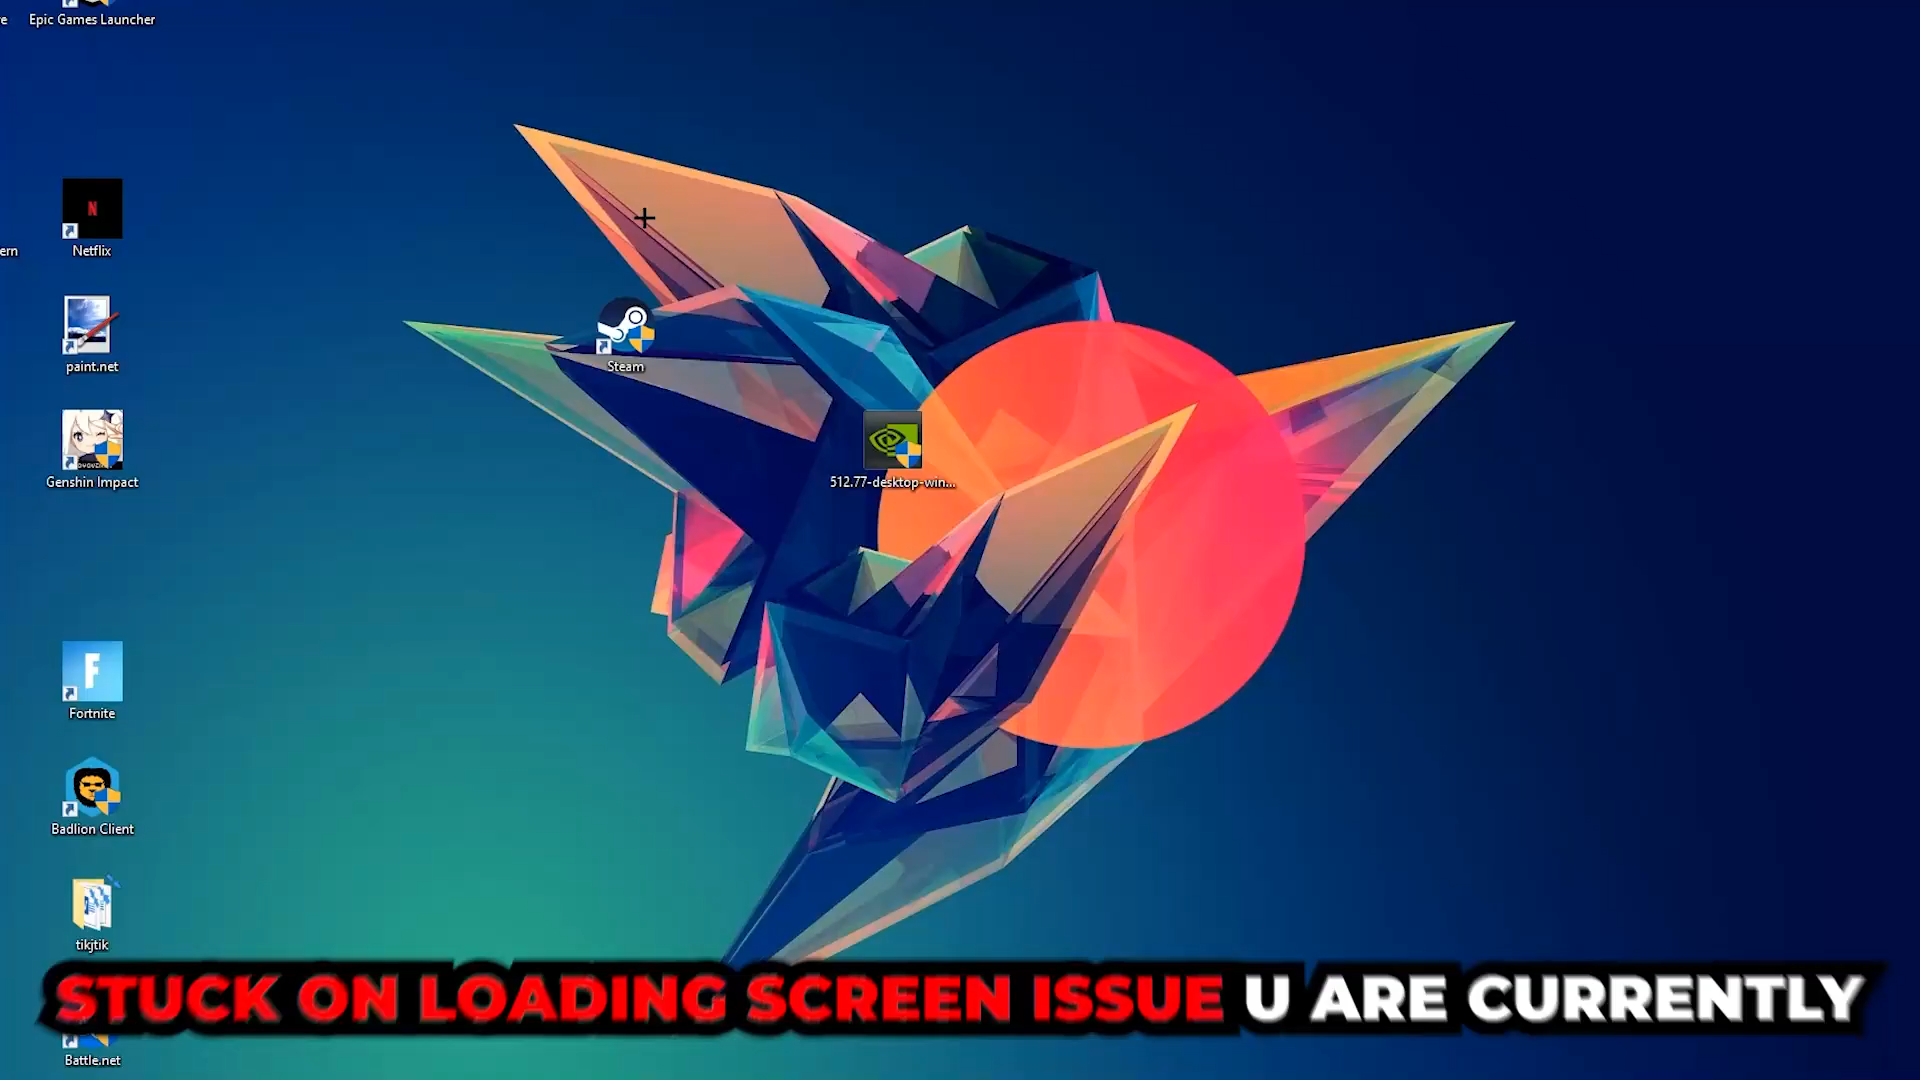 Epic Games Launcher
Netflix
ern
paint.net
Steam
Genshin Impact
512.77-desktop-win...
F
Fortnite
Badlion Client
tikjtik
STUCK ON LOADING SCREEN ISSUE U ARE CURRENTLY
Battle.net